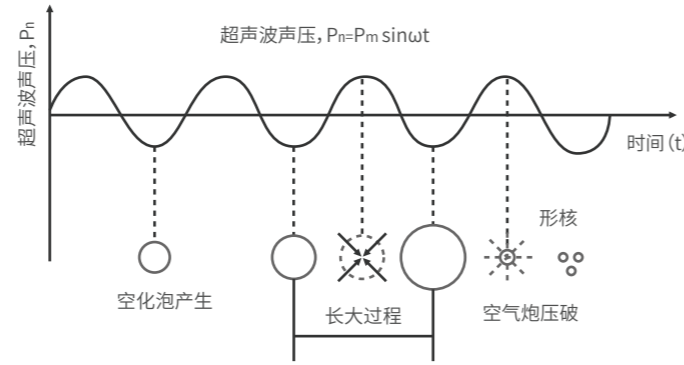 超声波声压，Pn=Pm sinωt
超声波声压，Pn
时间（t）
形核
空化泡产生
长大过程
空气炮压破